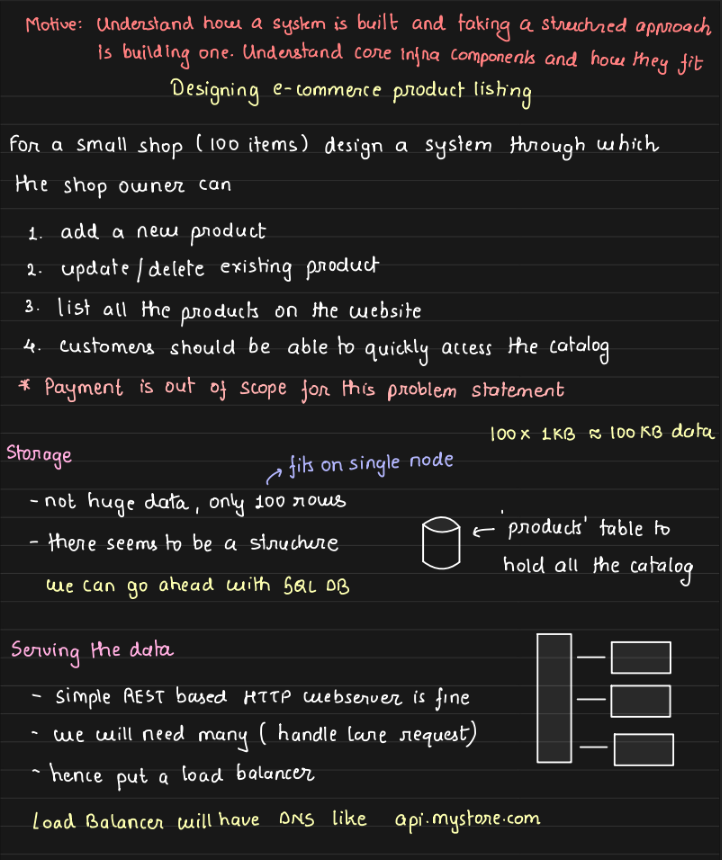 Motive: Understand how a system is built and taking a structured approach
is building one. Understand core infra components and how they fit
Designing e-commerce product listing
For a small shop (100 items) design a system through which
the shop owner can
1. add a new product
2. update/delete existing product
3. list all the products on the website
4. customers should be able to quickly access the catalog
* Payment is out of scope for this problem statement
100 x 1KB ≈ 100 KB data
Storage
fits on single node
- not huge data, only 100 rows
- there seems to be a structure
'products' table to
hold all the catalog
we can go ahead with SQL DB
Serving the data
- simple REST based HTTP webserver is fine
- we will need many (handle lare request)
- hence put a load balancer
Load Balancer will have DNS like api.mystore.com